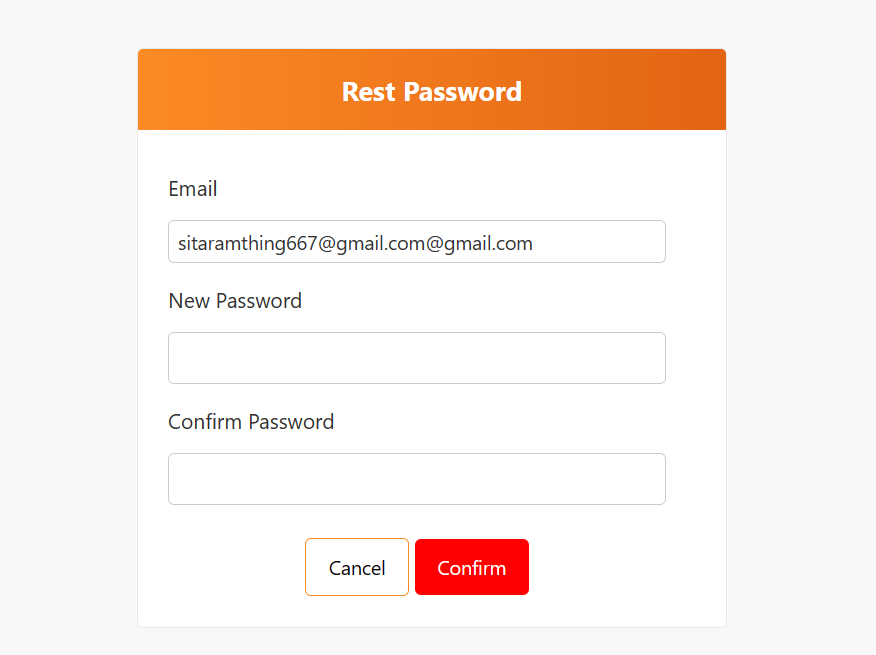 Rest Password
Email
sitaramthing667@gmail.com@gmail.com
New Password
Confirm Password
Cancel Confirm